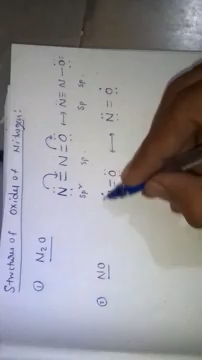 Structure of Oxides of Nitrogen:
① N₂O
N̈=N=Ö ↔ :N≡N–Ö:
sp² sp. sp sp.
② NO
=Ö ↔ N̈=Ȯ